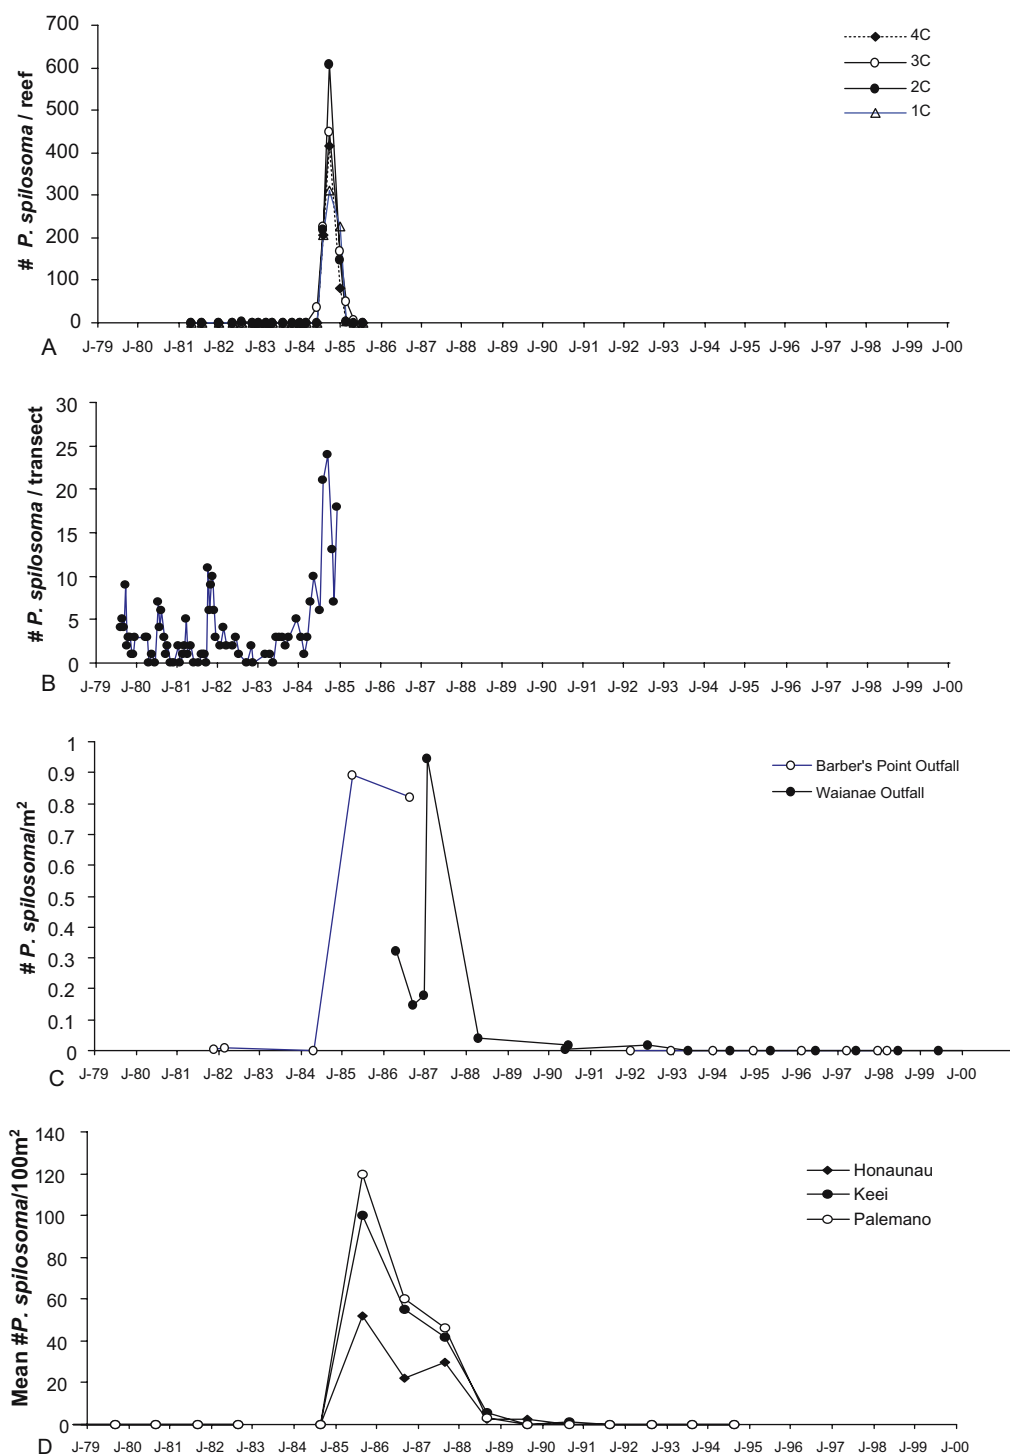 700
600
500
400
300
200
100
0
# P. spilosoma / reef
4C
3C
2C
1C
A
J-79 J-80 J-81 J-82 J-83 J-84 J-85 J-86 J-87 J-88 J-89 J-90 J-91 J-92 J-93 J-94 J-95 J-96 J-97 J-98 J-99 J-00
30
25
20
15
10
5
0
# P. spilosoma / transect
B
J-79 J-80 J-81 J-82 J-83 J-84 J-85 J-86 J-87 J-88 J-89 J-90 J-91 J-92 J-93 J-94 J-95 J-96 J-97 J-98 J-99 J-00
1
0.9
0.8
0.7
0.6
0.5
0.4
0.3
0.2
0.1
0
# P. spilosoma/m²
Barber's Point Outfall
Waianae Outfall
C
J-79 J-80 J-81 J-82 J-83 J-84 J-85 J-86 J-87 J-88 J-89 J-90 J-91 J-92 J-93 J-94 J-95 J-96 J-97 J-98 J-99 J-00
140
120
100
80
60
40
20
0
Mean #P. spilosoma/100m²
Honaunau
Keei
Palemano
D
J-79 J-80 J-81 J-82 J-83 J-84 J-85 J-86 J-87 J-88 J-89 J-90 J-91 J-92 J-93 J-94 J-95 J-96 J-97 J-98 J-99 J-00